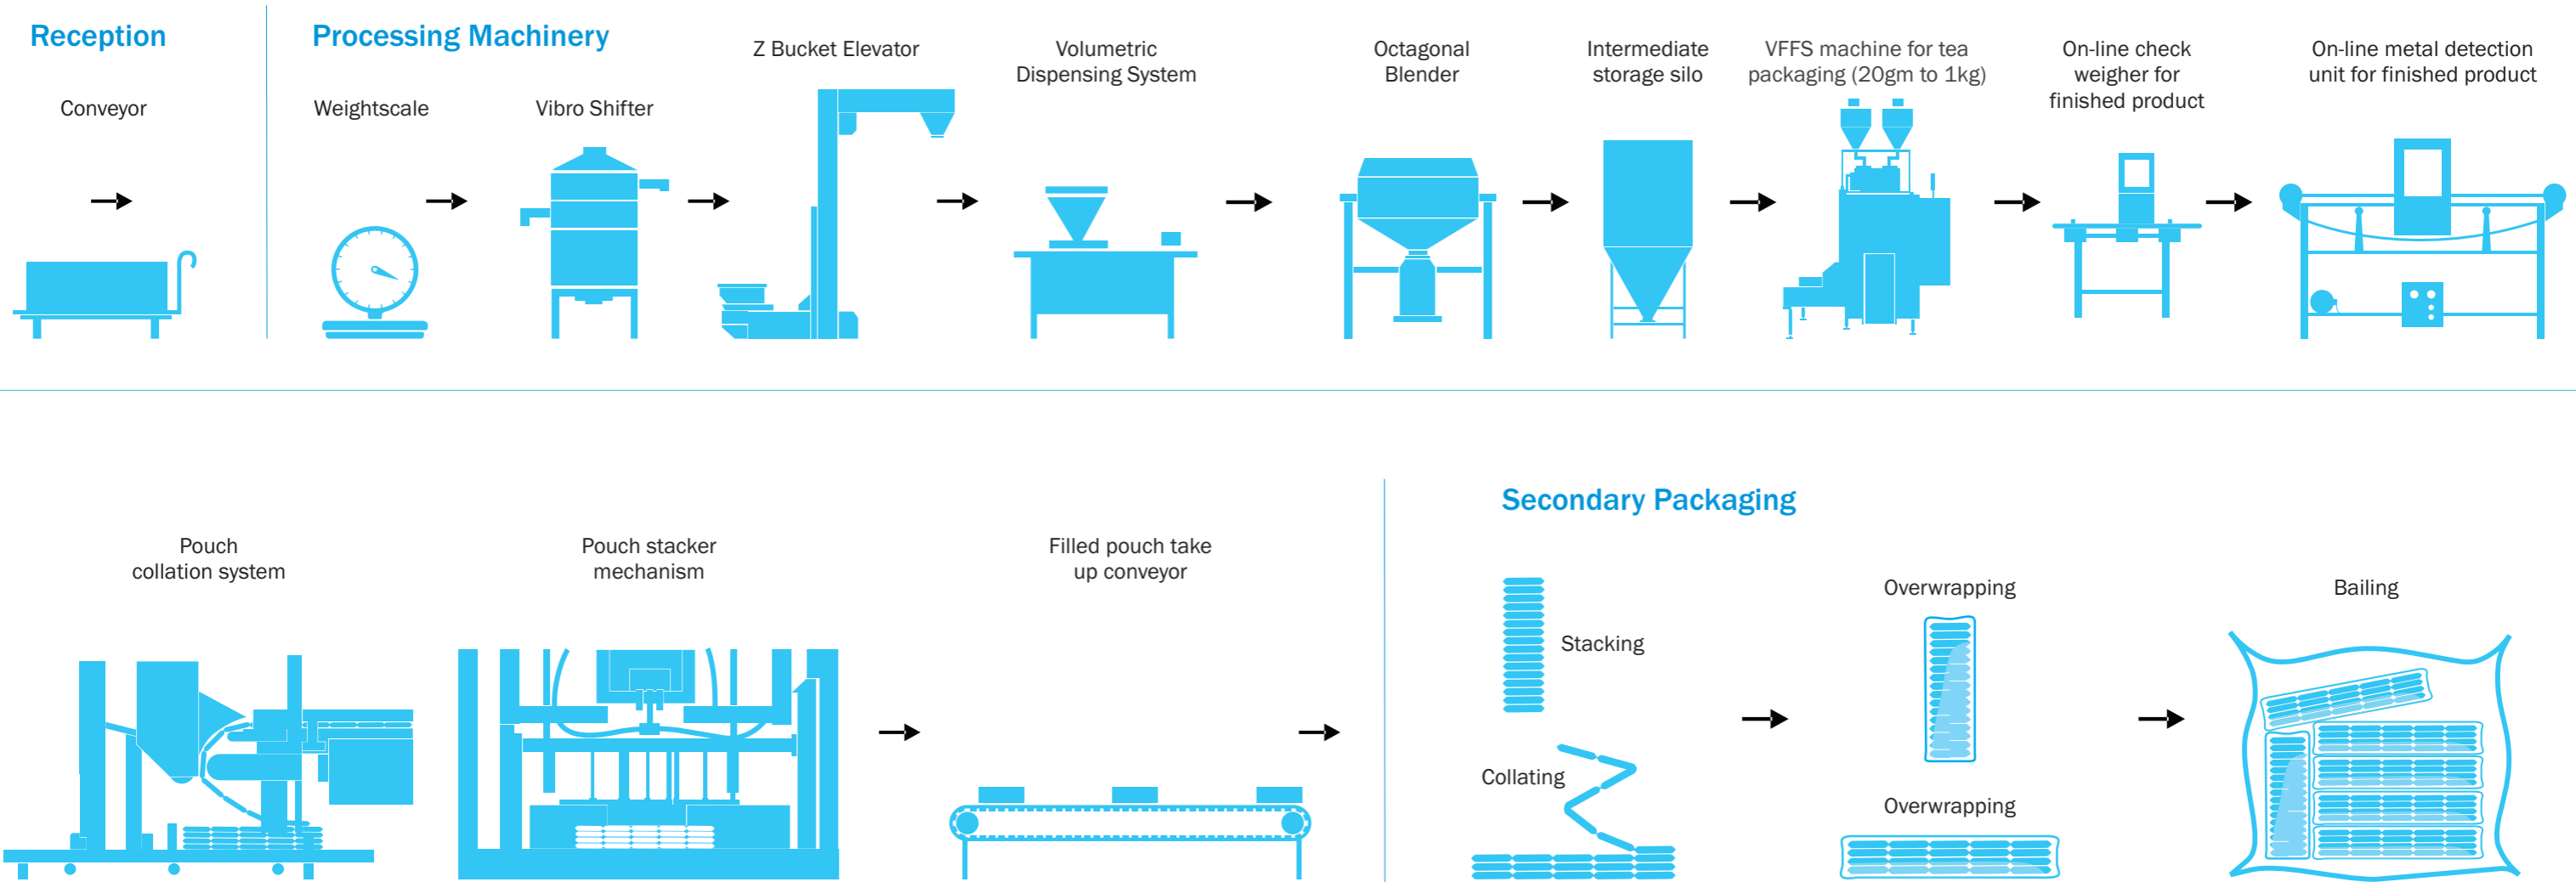 Reception
Conveyor
Processing Machinery
Weightscale
Vibro Shifter
Z Bucket Elevator
Volumetric
Dispensing System
Octagonal
Blender
Intermediate
storage silo
VFFS machine for tea
packaging (20gm to 1kg)
On-line check
weigher for
finished product
On-line metal detection
unit for finished product
Pouch
collation system
Pouch stacker
mechanism
Filled pouch take
up conveyor
Secondary Packaging
Stacking
Collating
Overwrapping
Overwrapping
Bailing